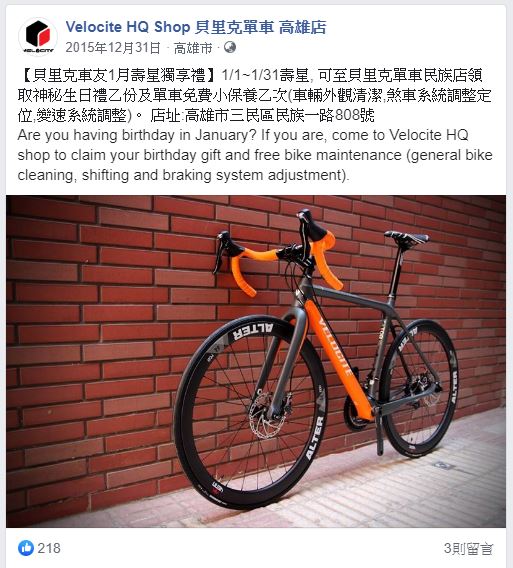 Velocite HQ Shop 貝里克單車 高雄店
2015年12月31日 · 高雄市 ·
VELOCITE
【貝里克車友1月壽星獨享禮】1/1~1/31壽星, 可至貝里克單車民族店領
取神秘生日禮乙份及單車免費小保養乙次(車輛外觀清潔,煞車系統調整定
位,變速系統調整)。 店址:高雄市三民區民族一路808號
Are you having birthday in January? If you are, come to Velocite HQ
shop to claim your birthday gift and free bike maintenance (general bike
cleaning, shifting and braking system adjustment).
ALTER
ALTER
VELOCITE
ALTER
ALTER
218
3則留言